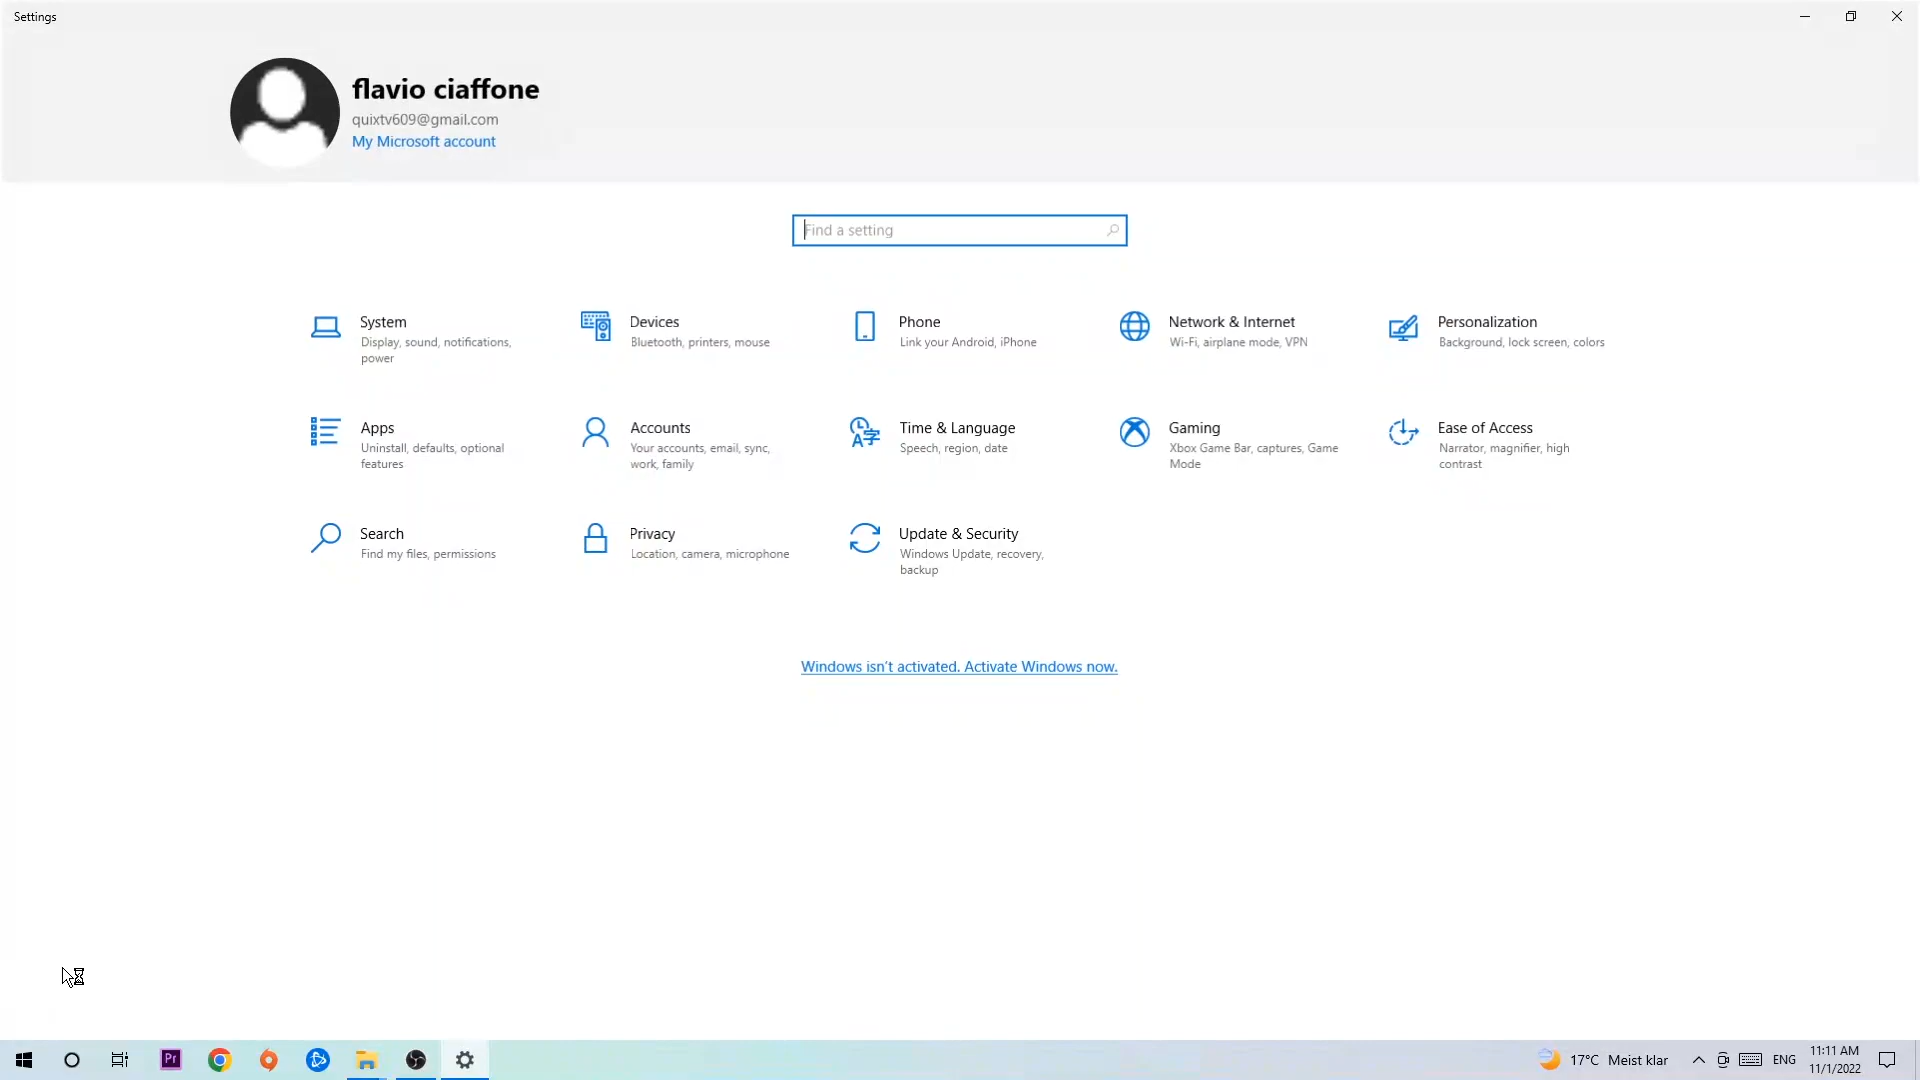 Settings
flavio ciaffone
quixtv609@gmail.com
My Microsoft account
Find a setting
System
Display, sound, notifications,
power
Devices
Bluetooth, printers, mouse
Phone
Link your Android, iPhone
Network & Internet
Wi-Fi, airplane mode, VPN
Personalization
Background, lock screen, colors
Apps
Uninstall, defaults, optional
features
Accounts
Your accounts, email, sync,
work, family
Time & Language
Speech, region, date
Gaming
Xbox Game Bar, captures, Game
Mode
Ease of Access
Narrator, magnifier, high
contrast
Search
Find my files, permissions
Privacy
Location, camera, microphone
Update & Security
Windows Update, recovery,
backup
Windows isn't activated. Activate Windows now.
Pr
17°C Meist klar
ENG
11:11 AM
11/1/2022